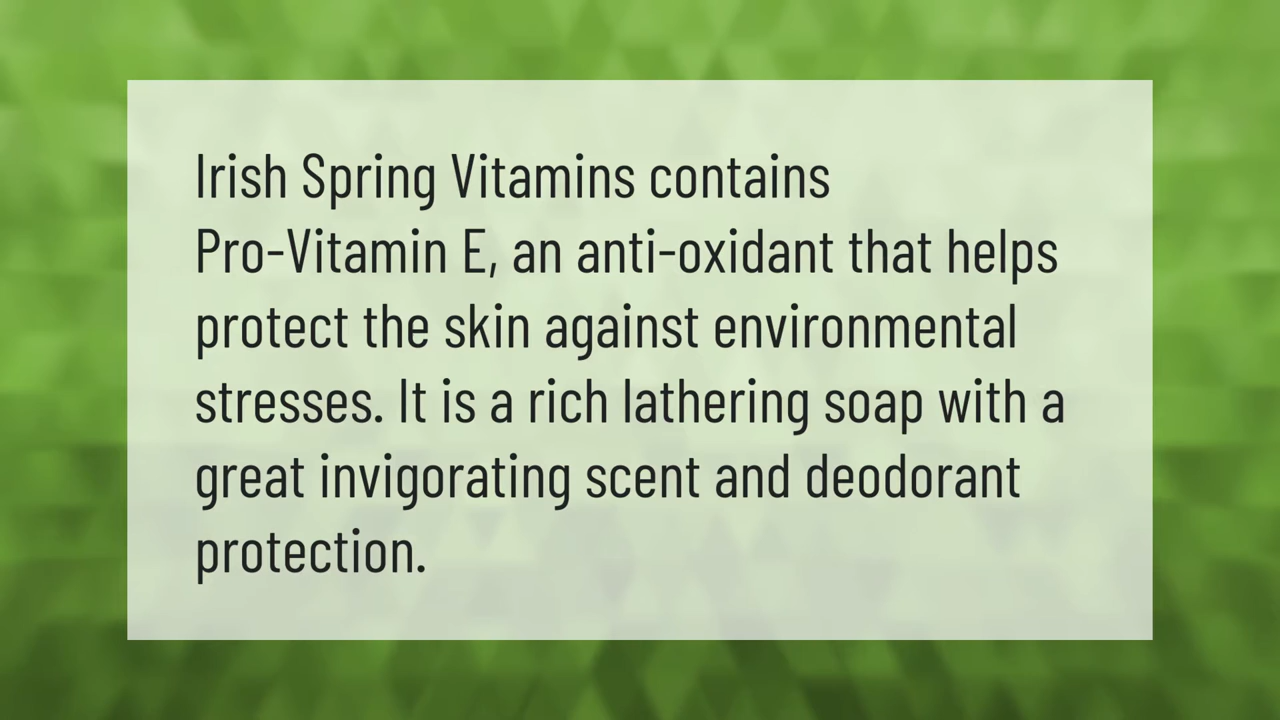 Irish Spring Vitamins contains
Pro-Vitamin E, an anti-oxidant that helps
protect the skin against environmental
stresses. It is a rich lathering soap with a
great invigorating scent and deodorant
protection.